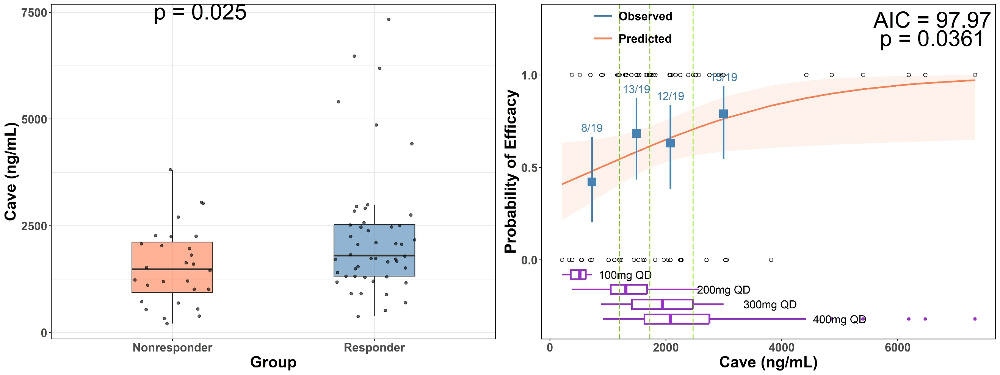 p = 0.025
7500
5000
2500
0
Cave (ng/mL)
Nonresponder
Responder
Group
Observed
Predicted
AIC = 97.97
p = 0.0361
1.0
0.5
0.0
Probability of Efficacy
8/19
13/19
12/19
15/19
100mg QD
200mg QD
300mg QD
400mg QD
0
2000
4000
6000
Cave (ng/mL)